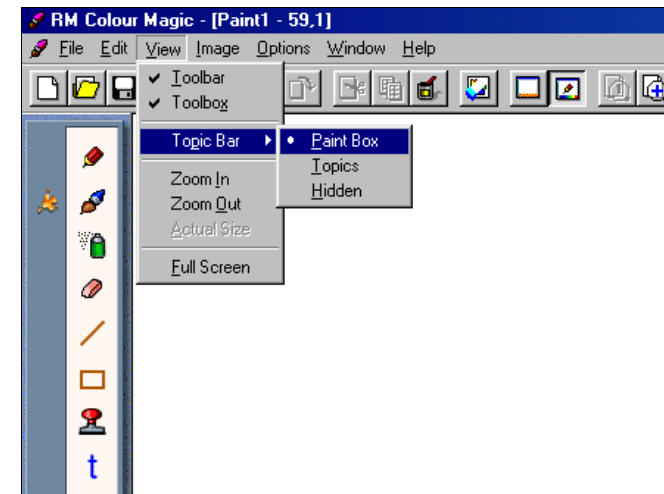 RM Colour Magic - [Paint1 - 59,1]
File Edit View Image Options Window Help
Toolbar
Toolbox
Topic Bar
Paint Box
Topics
Hidden
Zoom In
Zoom Out
Actual Size
Full Screen
t